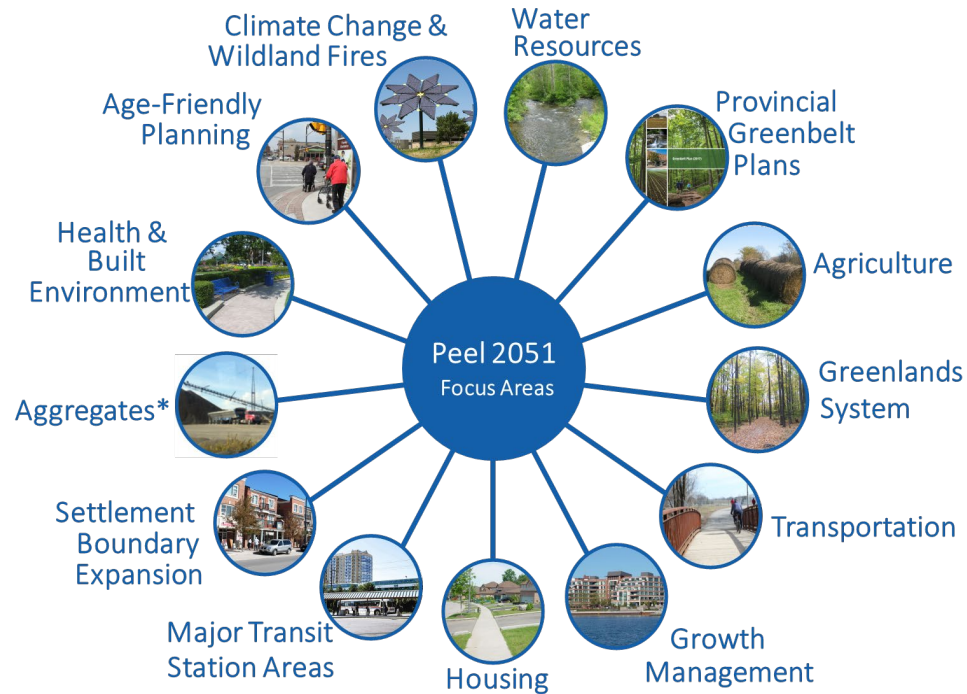 Climate Change &
Wildland Fires
Water
Resources
Provincial
Greenbelt
Plans
Agriculture
Greenlands
System
Transportation
Growth
Management
Housing
Major Transit
Station Areas
Settlement
Boundary
Expansion
Aggregates*
Health &
Built
Environment
Age-Friendly
Planning
Peel 2051
Focus Areas